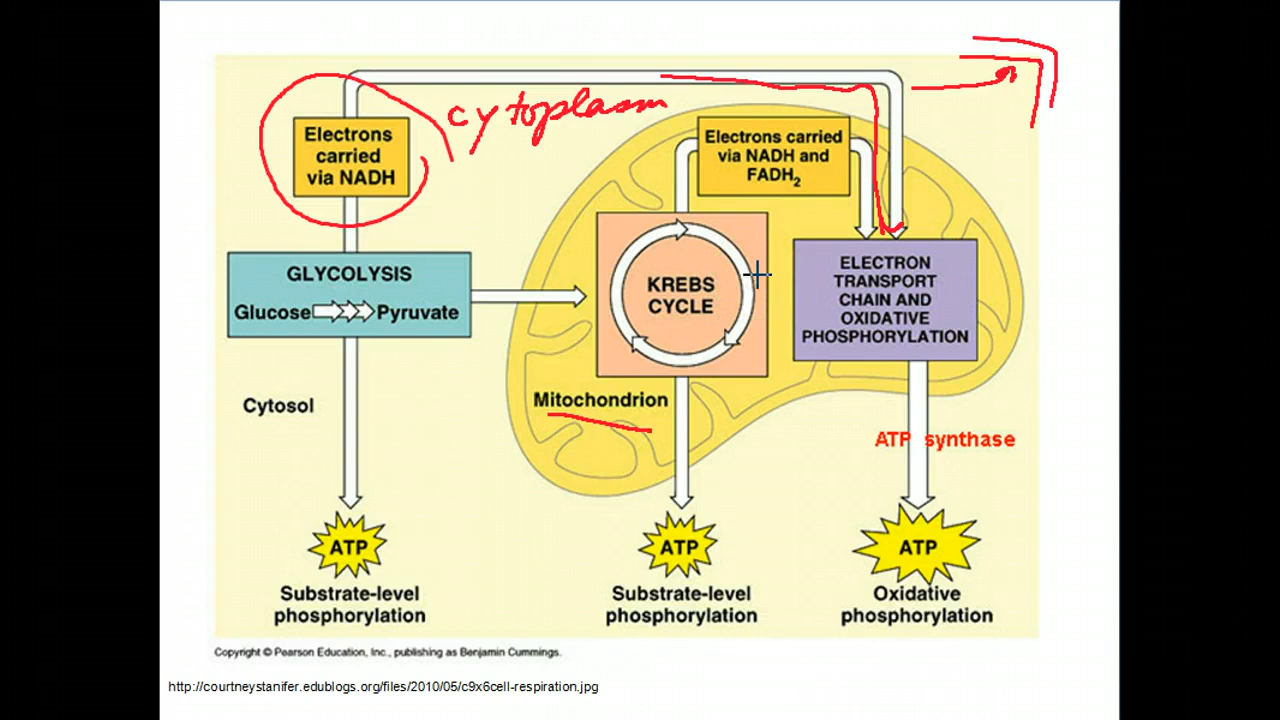 cytoplasm
Electrons
carried
via NADH
Electrons carried
via NADH and
FADH2
GLYCOLYSIS
Glucose Pyruvate
KREBS
CYCLE
ELECTRON
TRANSPORT
CHAIN AND
OXIDATIVE
PHOSPHORYLATION
Cytosol
Mitochondrion
ATP synthase
ATP
Substrate-level
phosphorylation
ATP
Substrate-level
phosphorylation
ATP
Oxidative
phosphorylation
Copyright © Pearson Education, Inc., publishing as Benjamin Cummings.
http://courtneystanifer.edublogs.org/files/2010/05/c9x6cell-respiration.jpg